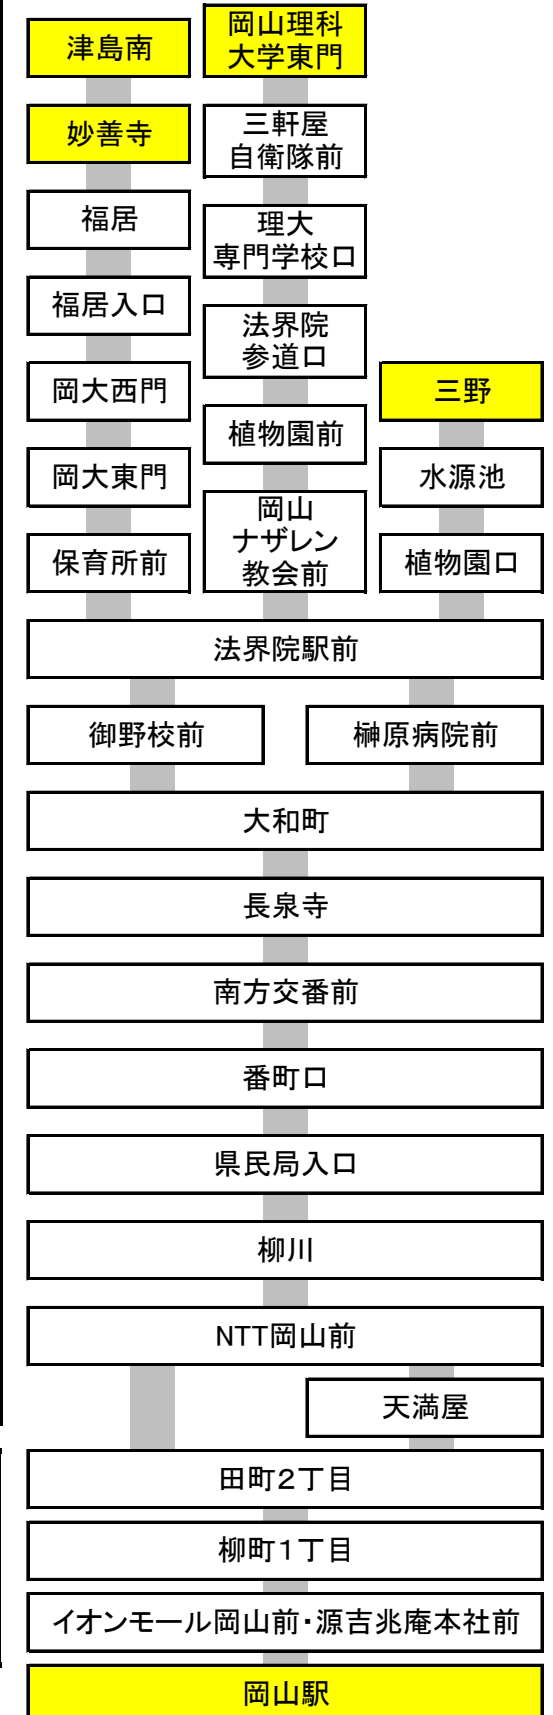 津島南
妙善寺
福居
福居入口
岡大西門
岡大東門
保育所前
岡山理科
大学東門
三軒屋
自衛隊前
理大
専門学校口
法界院
参道口
植物園前
岡山
ナザレン
教会前
三野
水源池
植物園口
法界院駅前
御野校前
榊原病院前
大和町
長泉寺
南方交番前
番町口
県民局入口
柳川
NTT岡山前
天満屋
田町2丁目
柳町1丁目
イオンモール岡山前・源吉兆庵本社前
岡山駅